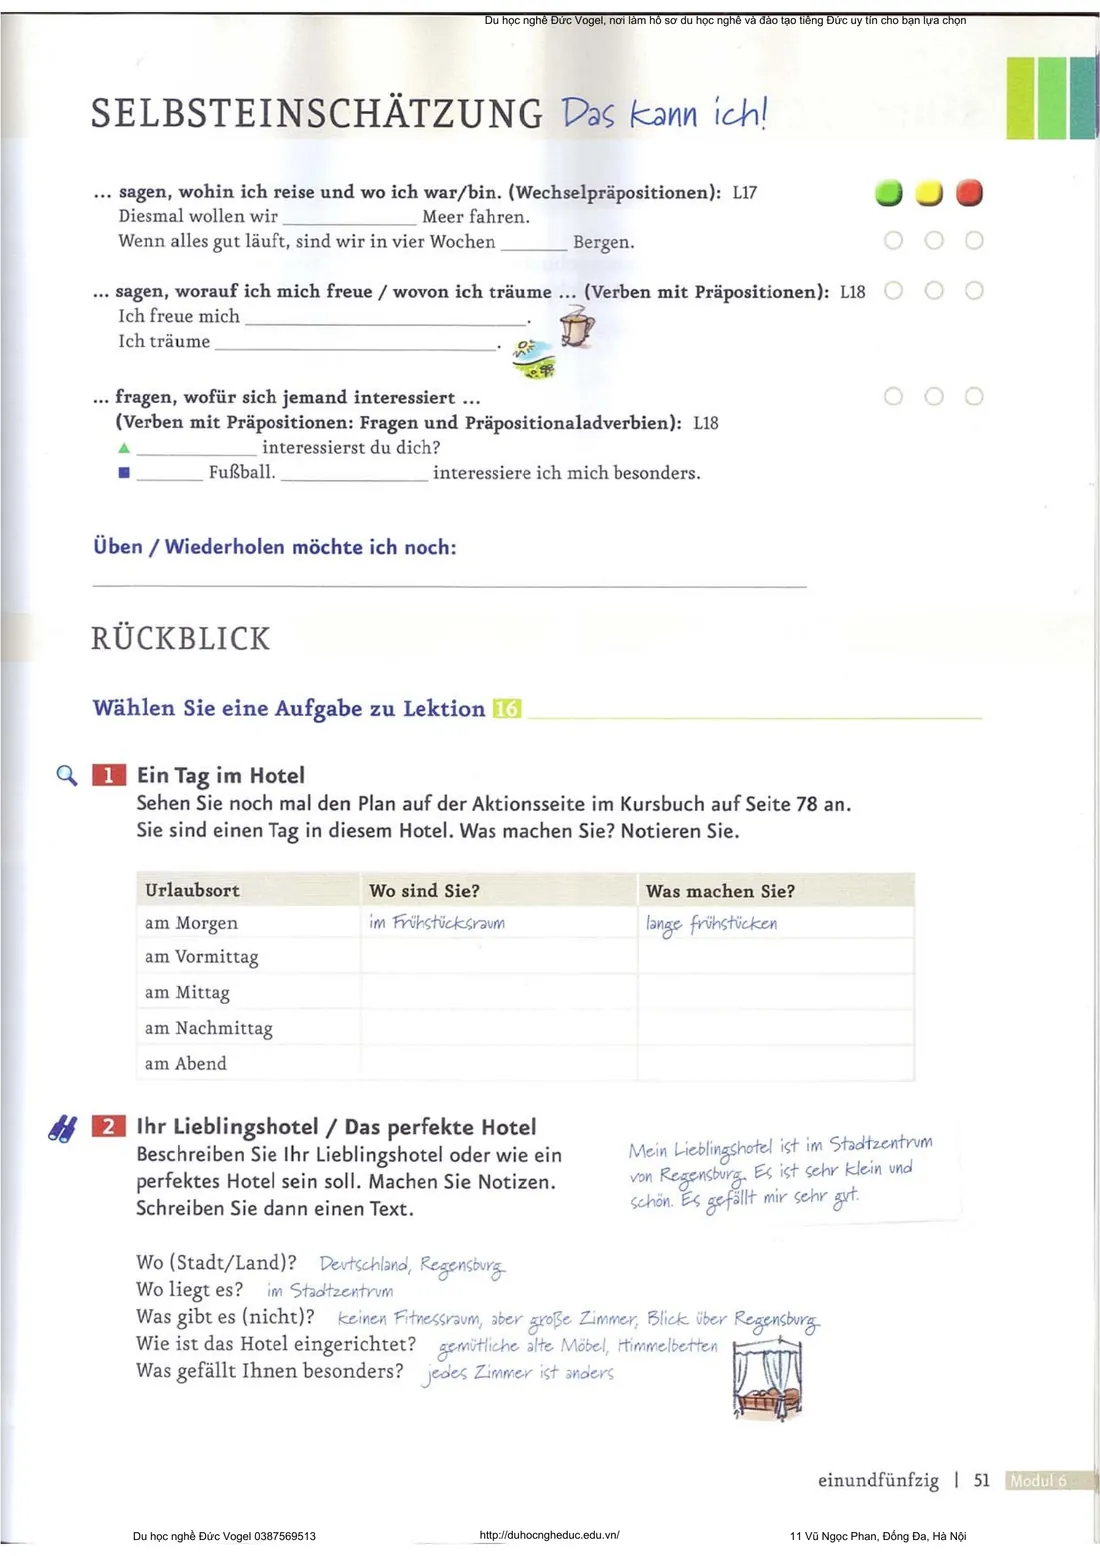 Du học nghề Đức Vogel, nơi làm hồ sơ du học nghề và đào tạo tiếng Đức uy tín cho bạn lựa chọn
SELBSTEINSCHÄTZUNG Das kann ich!
... sagen, wohin ich reise und wo ich war/bin. (Wechselpräpositionen): L17
Diesmal wollen wir ____________ Meer fahren.
Wenn alles gut läuft, sind wir in vier Wochen ______ Bergen.
... sagen, worauf ich mich freue / wovon ich träume ... (Verben mit Präpositionen): L18
Ich freue mich __________________________.
Ich träume __________________________.
... fragen, wofür sich jemand interessiert ...
(Verben mit Präpositionen: Fragen und Präpositionaladverbien): L18
▲ ___________ interessierst du dich?
■ ______ Fußball. _____________ interessiere ich mich besonders.
Üben / Wiederholen möchte ich noch:
RÜCKBLICK
Wählen Sie eine Aufgabe zu Lektion 16
1 Ein Tag im Hotel
Sehen Sie noch mal den Plan auf der Aktionsseite im Kursbuch auf Seite 78 an.
Sie sind einen Tag in diesem Hotel. Was machen Sie? Notieren Sie.
Urlaubsort Wo sind Sie? Was machen Sie?
am Morgen im Frühstücksraum lange frühstücken
am Vormittag
am Mittag
am Nachmittag
am Abend
2 Ihr Lieblingshotel / Das perfekte Hotel
Beschreiben Sie Ihr Lieblingshotel oder wie ein
perfektes Hotel sein soll. Machen Sie Notizen.
Schreiben Sie dann einen Text.
Mein Lieblingshotel ist im Stadtzentrum
von Regensburg. Es ist sehr klein und
schön. Es gefällt mir sehr gut.
Wo (Stadt/Land)? Deutschland, Regensburg
Wo liegt es? im Stadtzentrum
Was gibt es (nicht)? keinen Fitnessraum, aber große Zimmer, Blick über Regensburg
Wie ist das Hotel eingerichtet? gemütliche alte Möbel, Himmelbetten
Was gefällt Ihnen besonders? jedes Zimmer ist anders
einundfünfzig | 51 Modul 6
Du học nghề Đức Vogel 0387569513 http://duhocngheduc.edu.vn/ 11 Vũ Ngọc Phan, Đống Đa, Hà Nội